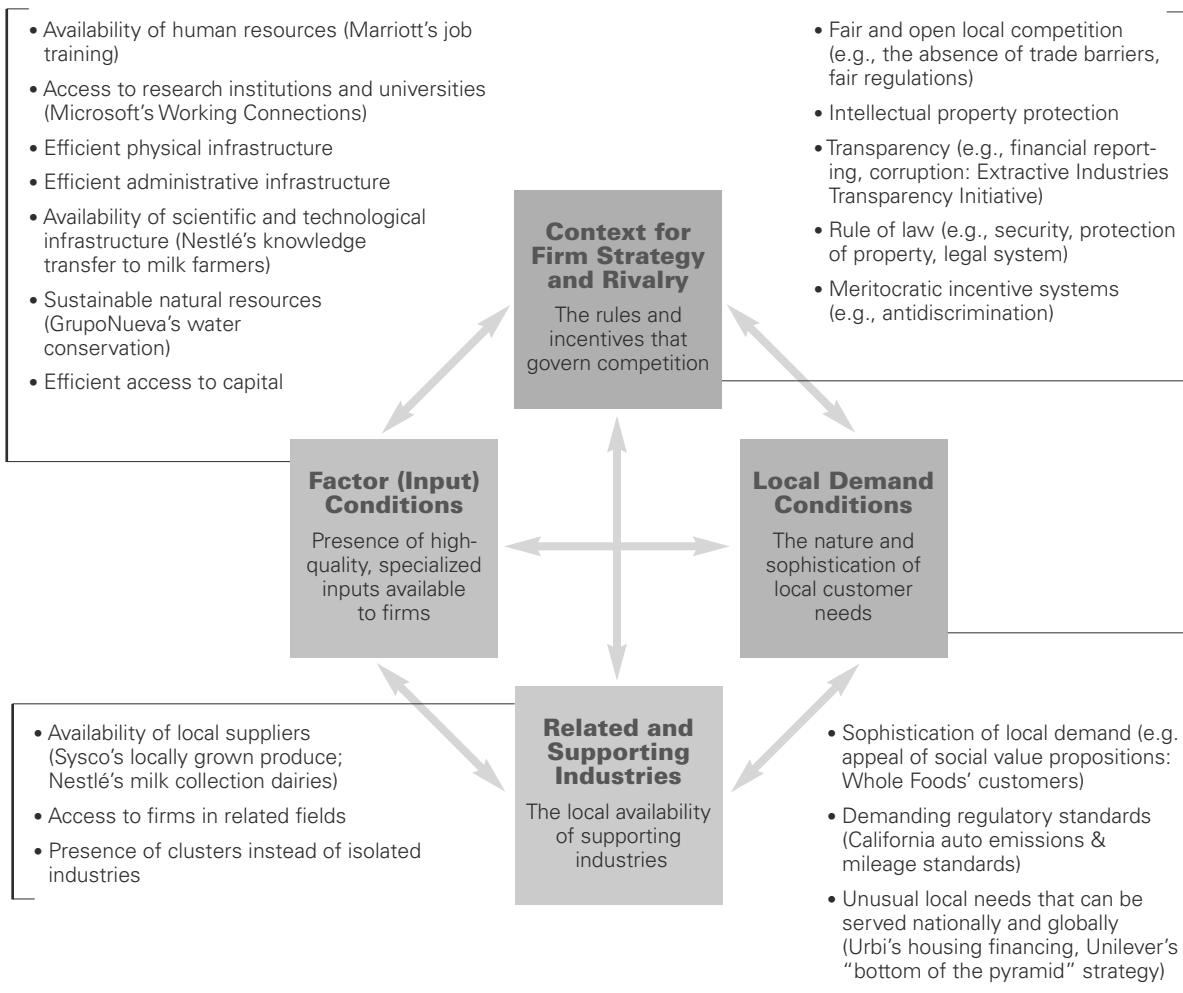 • Availability of human resources (Marriott's job
training)
• Access to research institutions and universities
(Microsoft's Working Connections)
• Efficient physical infrastructure
• Efficient administrative infrastructure
• Availability of scientific and technological
infrastructure (Nestlé's knowledge
transfer to milk farmers)
• Sustainable natural resources
(GrupoNueva's water
conservation)
• Efficient access to capital
• Fair and open local competition
(e.g., the absence of trade barriers,
fair regulations)
• Intellectual property protection
• Transparency (e.g., financial report-
ing, corruption: Extractive Industries
Transparency Initiative)
• Rule of law (e.g., security, protection
of property, legal system)
• Meritocratic incentive systems
(e.g., antidiscrimination)
Context for
Firm Strategy
and Rivalry
The rules and
incentives that
govern competition
Factor (Input)
Conditions
Presence of high-
quality, specialized
inputs available
to firms
Local Demand
Conditions
The nature and
sophistication of
local customer
needs
Related and
Supporting
Industries
The local availability
of supporting
industries
• Availability of local suppliers
(Sysco's locally grown produce;
Nestlé's milk collection dairies)
• Access to firms in related fields
• Presence of clusters instead of isolated
industries
• Sophistication of local demand (e.g.
appeal of social value propositions:
Whole Foods' customers)
• Demanding regulatory standards
(California auto emissions &
mileage standards)
• Unusual local needs that can be
served nationally and globally
(Urbi's housing financing, Unilever's
"bottom of the pyramid" strategy)